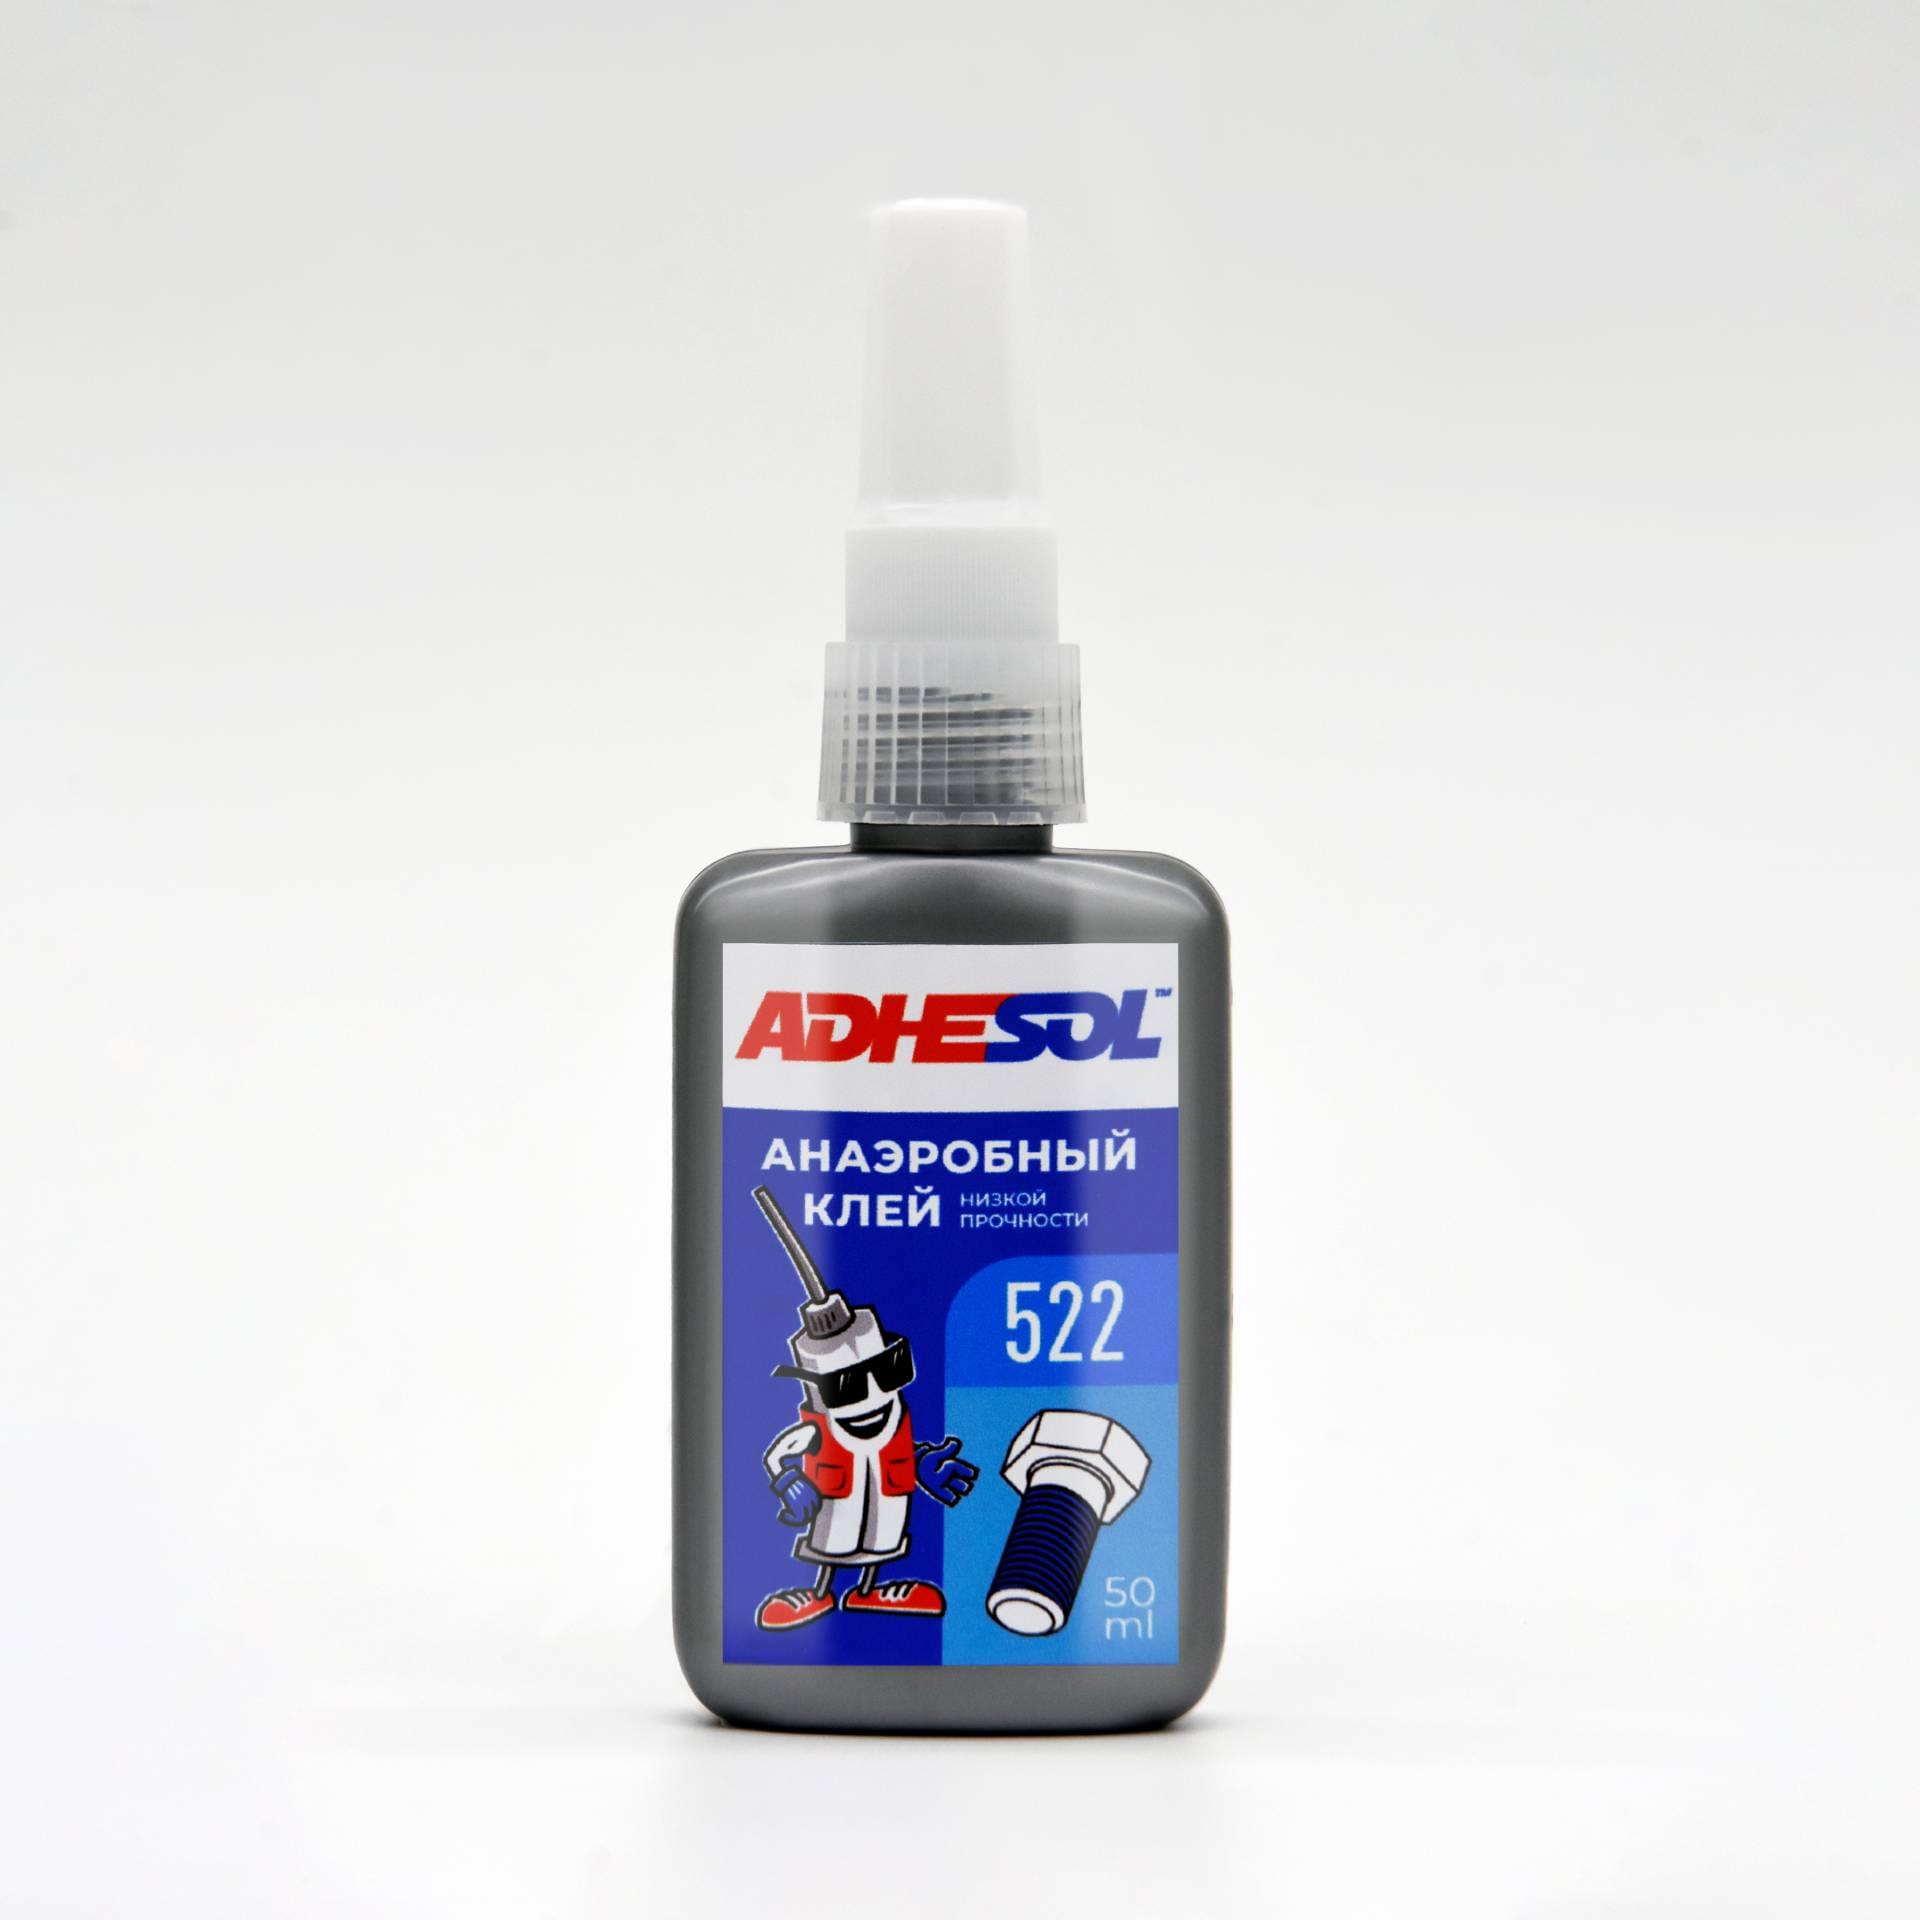 ADHESOL™
АНАЭРОБНЫЙ
КЛЕЙ НИЗКОЙ
ПРОЧНОСТИ
522
50
ml